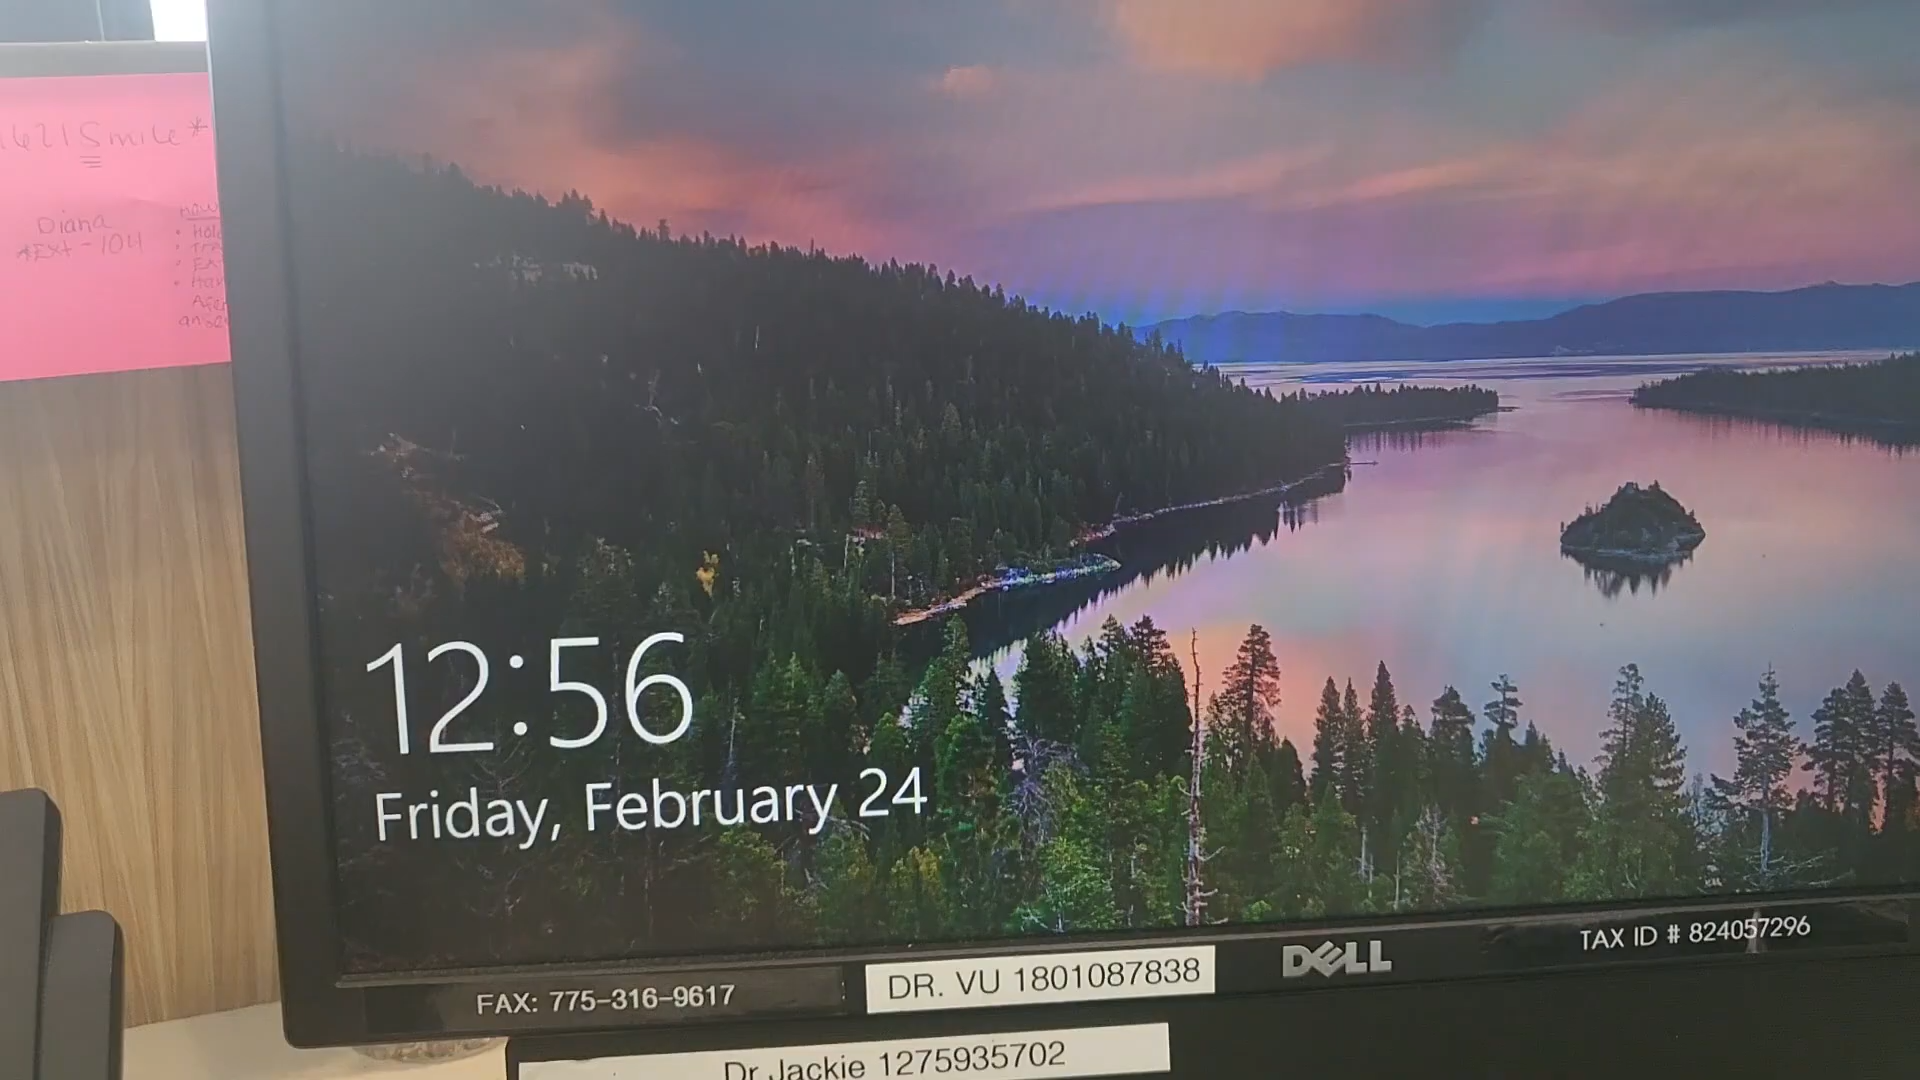 1621Smile*
Diana
*Ext-104
12:56
Friday, February 24
DELL
TAX ID # 824057296
FAX: 775-316-9617
DR. VU 1801087838
Dr Jackie 1275935702